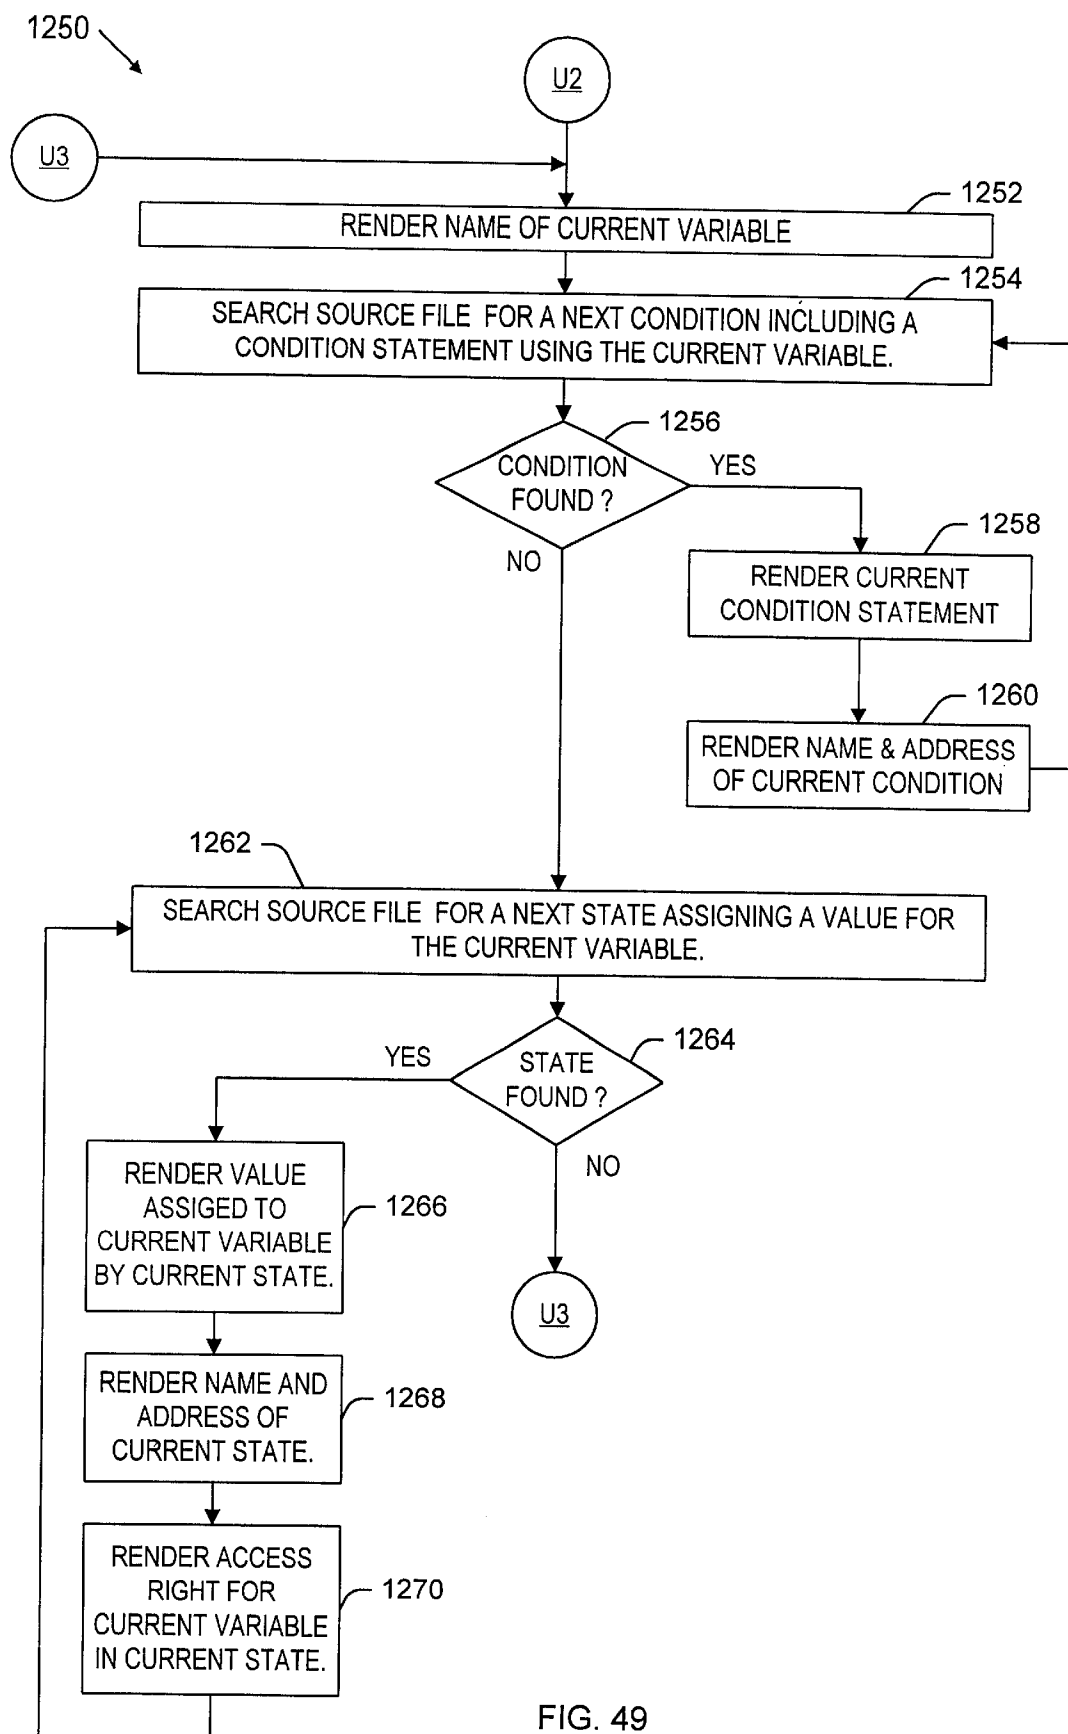 1250
U2
U3
1252
RENDER NAME OF CURRENT VARIABLE
1254
SEARCH SOURCE FILE FOR A NEXT CONDITION INCLUDING A
CONDITION STATEMENT USING THE CURRENT VARIABLE.
1256
CONDITION
FOUND ?
YES
NO
1258
RENDER CURRENT
CONDITION STATEMENT
1260
RENDER NAME & ADDRESS
OF CURRENT CONDITION
1262
SEARCH SOURCE FILE FOR A NEXT STATE ASSIGNING A VALUE FOR
THE CURRENT VARIABLE.
1264
STATE
FOUND ?
YES
NO
RENDER VALUE
ASSIGED TO
CURRENT VARIABLE
BY CURRENT STATE.
1266
U3
RENDER NAME AND
ADDRESS OF
CURRENT STATE.
1268
RENDER ACCESS
RIGHT FOR
CURRENT VARIABLE
IN CURRENT STATE.
1270
FIG. 49